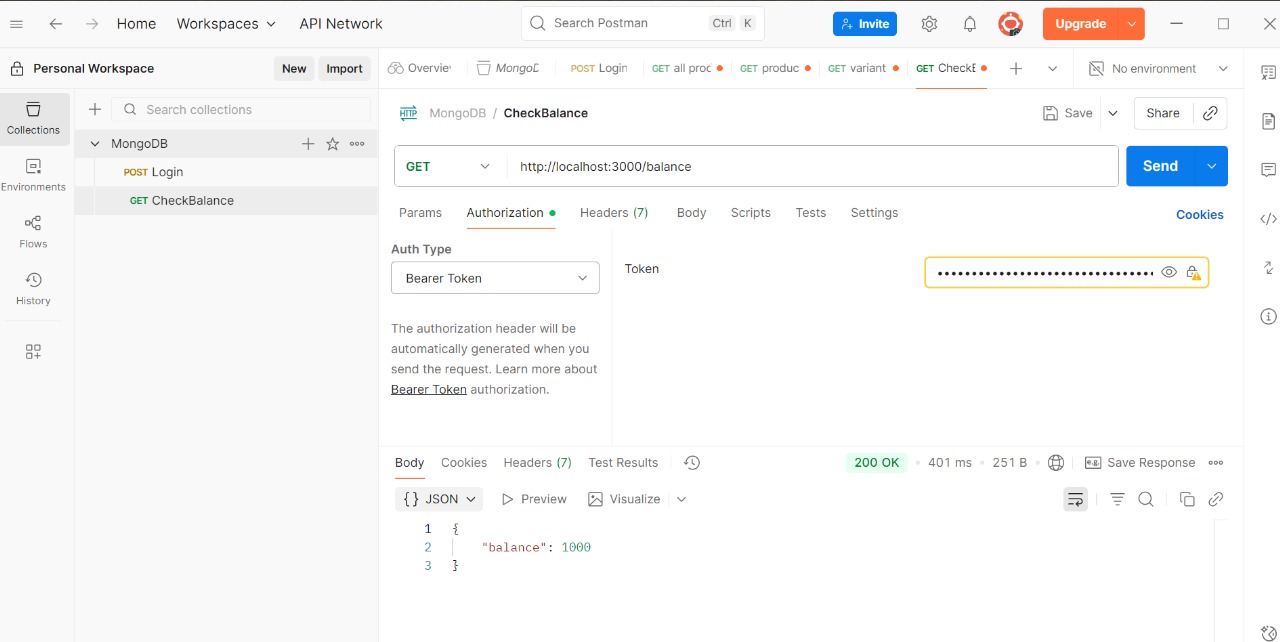 Home Workspaces API Network Search Postman Ctrl K Invite Upgrade
Personal Workspace New Import Overvie MongoD POST Login GET all prod GET produc GET variant GET CheckE No environment
Collections
Environments
Flows
History
Search collections
MongoDB
POST Login
GET CheckBalance
HTTP MongoDB / CheckBalance Save Share
GET http://localhost:3000/balance Send
Params Authorization Headers (7) Body Scripts Tests Settings Cookies
Auth Type
Bearer Token
Token
The authorization header will be
automatically generated when you
send the request. Learn more about
Bearer Token authorization.
Body Cookies Headers (7) Test Results 200 OK 401 ms 251 B e.g. Save Response
{} JSON Preview Visualize
1 {
2 "balance": 1000
3 }